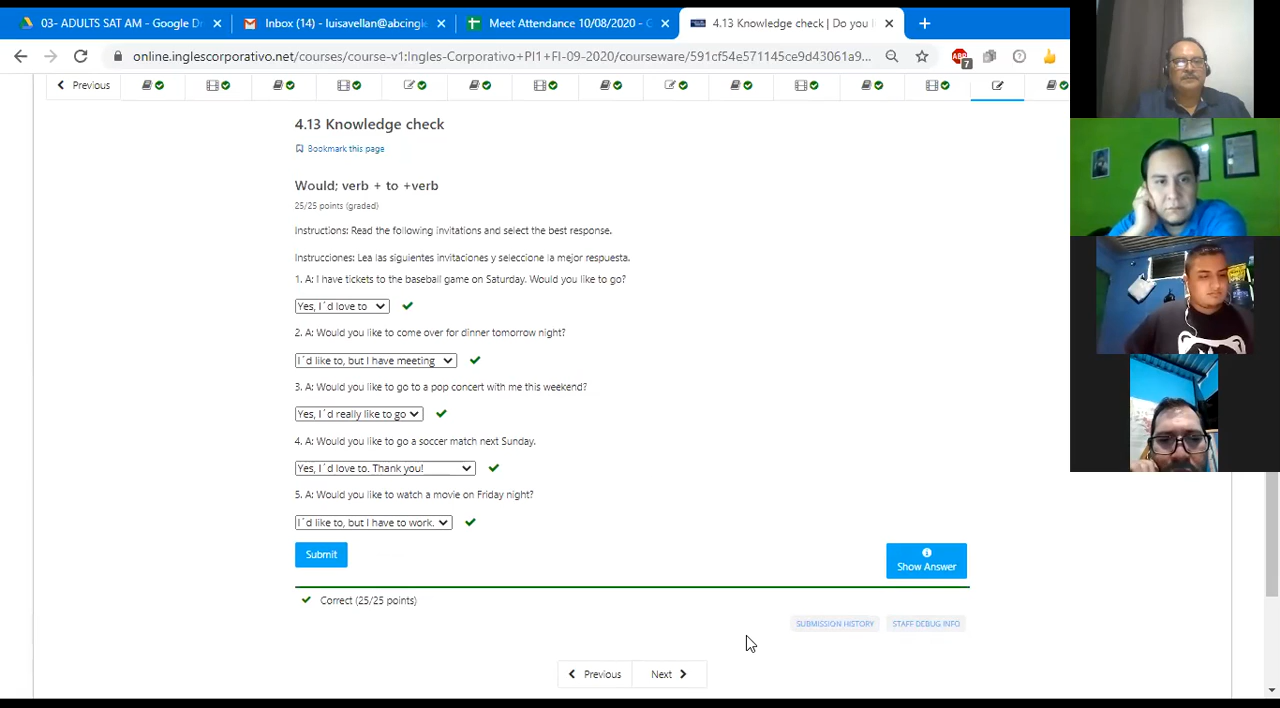 03- ADULTS SAT AM - Google Dr
Inbox (14) - luisavellan@abcingle
Meet Attendance 10/08/2020 - G
4.13 Knowledge check | Do you l
online.inglescorporativo.net/courses/course-v1:Ingles-Corporativo+PI1+FI-09-2020/courseware/591cf54e571145ce9d43061a9...
ABP
7
Previous
4.13 Knowledge check
Bookmark this page
Would; verb + to +verb
25/25 points (graded)
Instructions: Read the following invitations and select the best response.
Instrucciones: Lea las siguientes invitaciones y seleccione la mejor respuesta.
1. A: I have tickets to the baseball game on Saturday. Would you like to go?
Yes, I´d love to
2. A: Would you like to come over for dinner tomorrow night?
I´d like to, but I have meeting
3. A: Would you like to go to a pop concert with me this weekend?
Yes, I´d really like to go
4. A: Would you like to go a soccer match next Sunday.
Yes, I´d love to. Thank you!
5. A: Would you like to watch a movie on Friday night?
I´d like to, but I have to work.
Submit
Show Answer
Correct (25/25 points)
SUBMISSION HISTORY
STAFF DEBUG INFO
Previous
Next